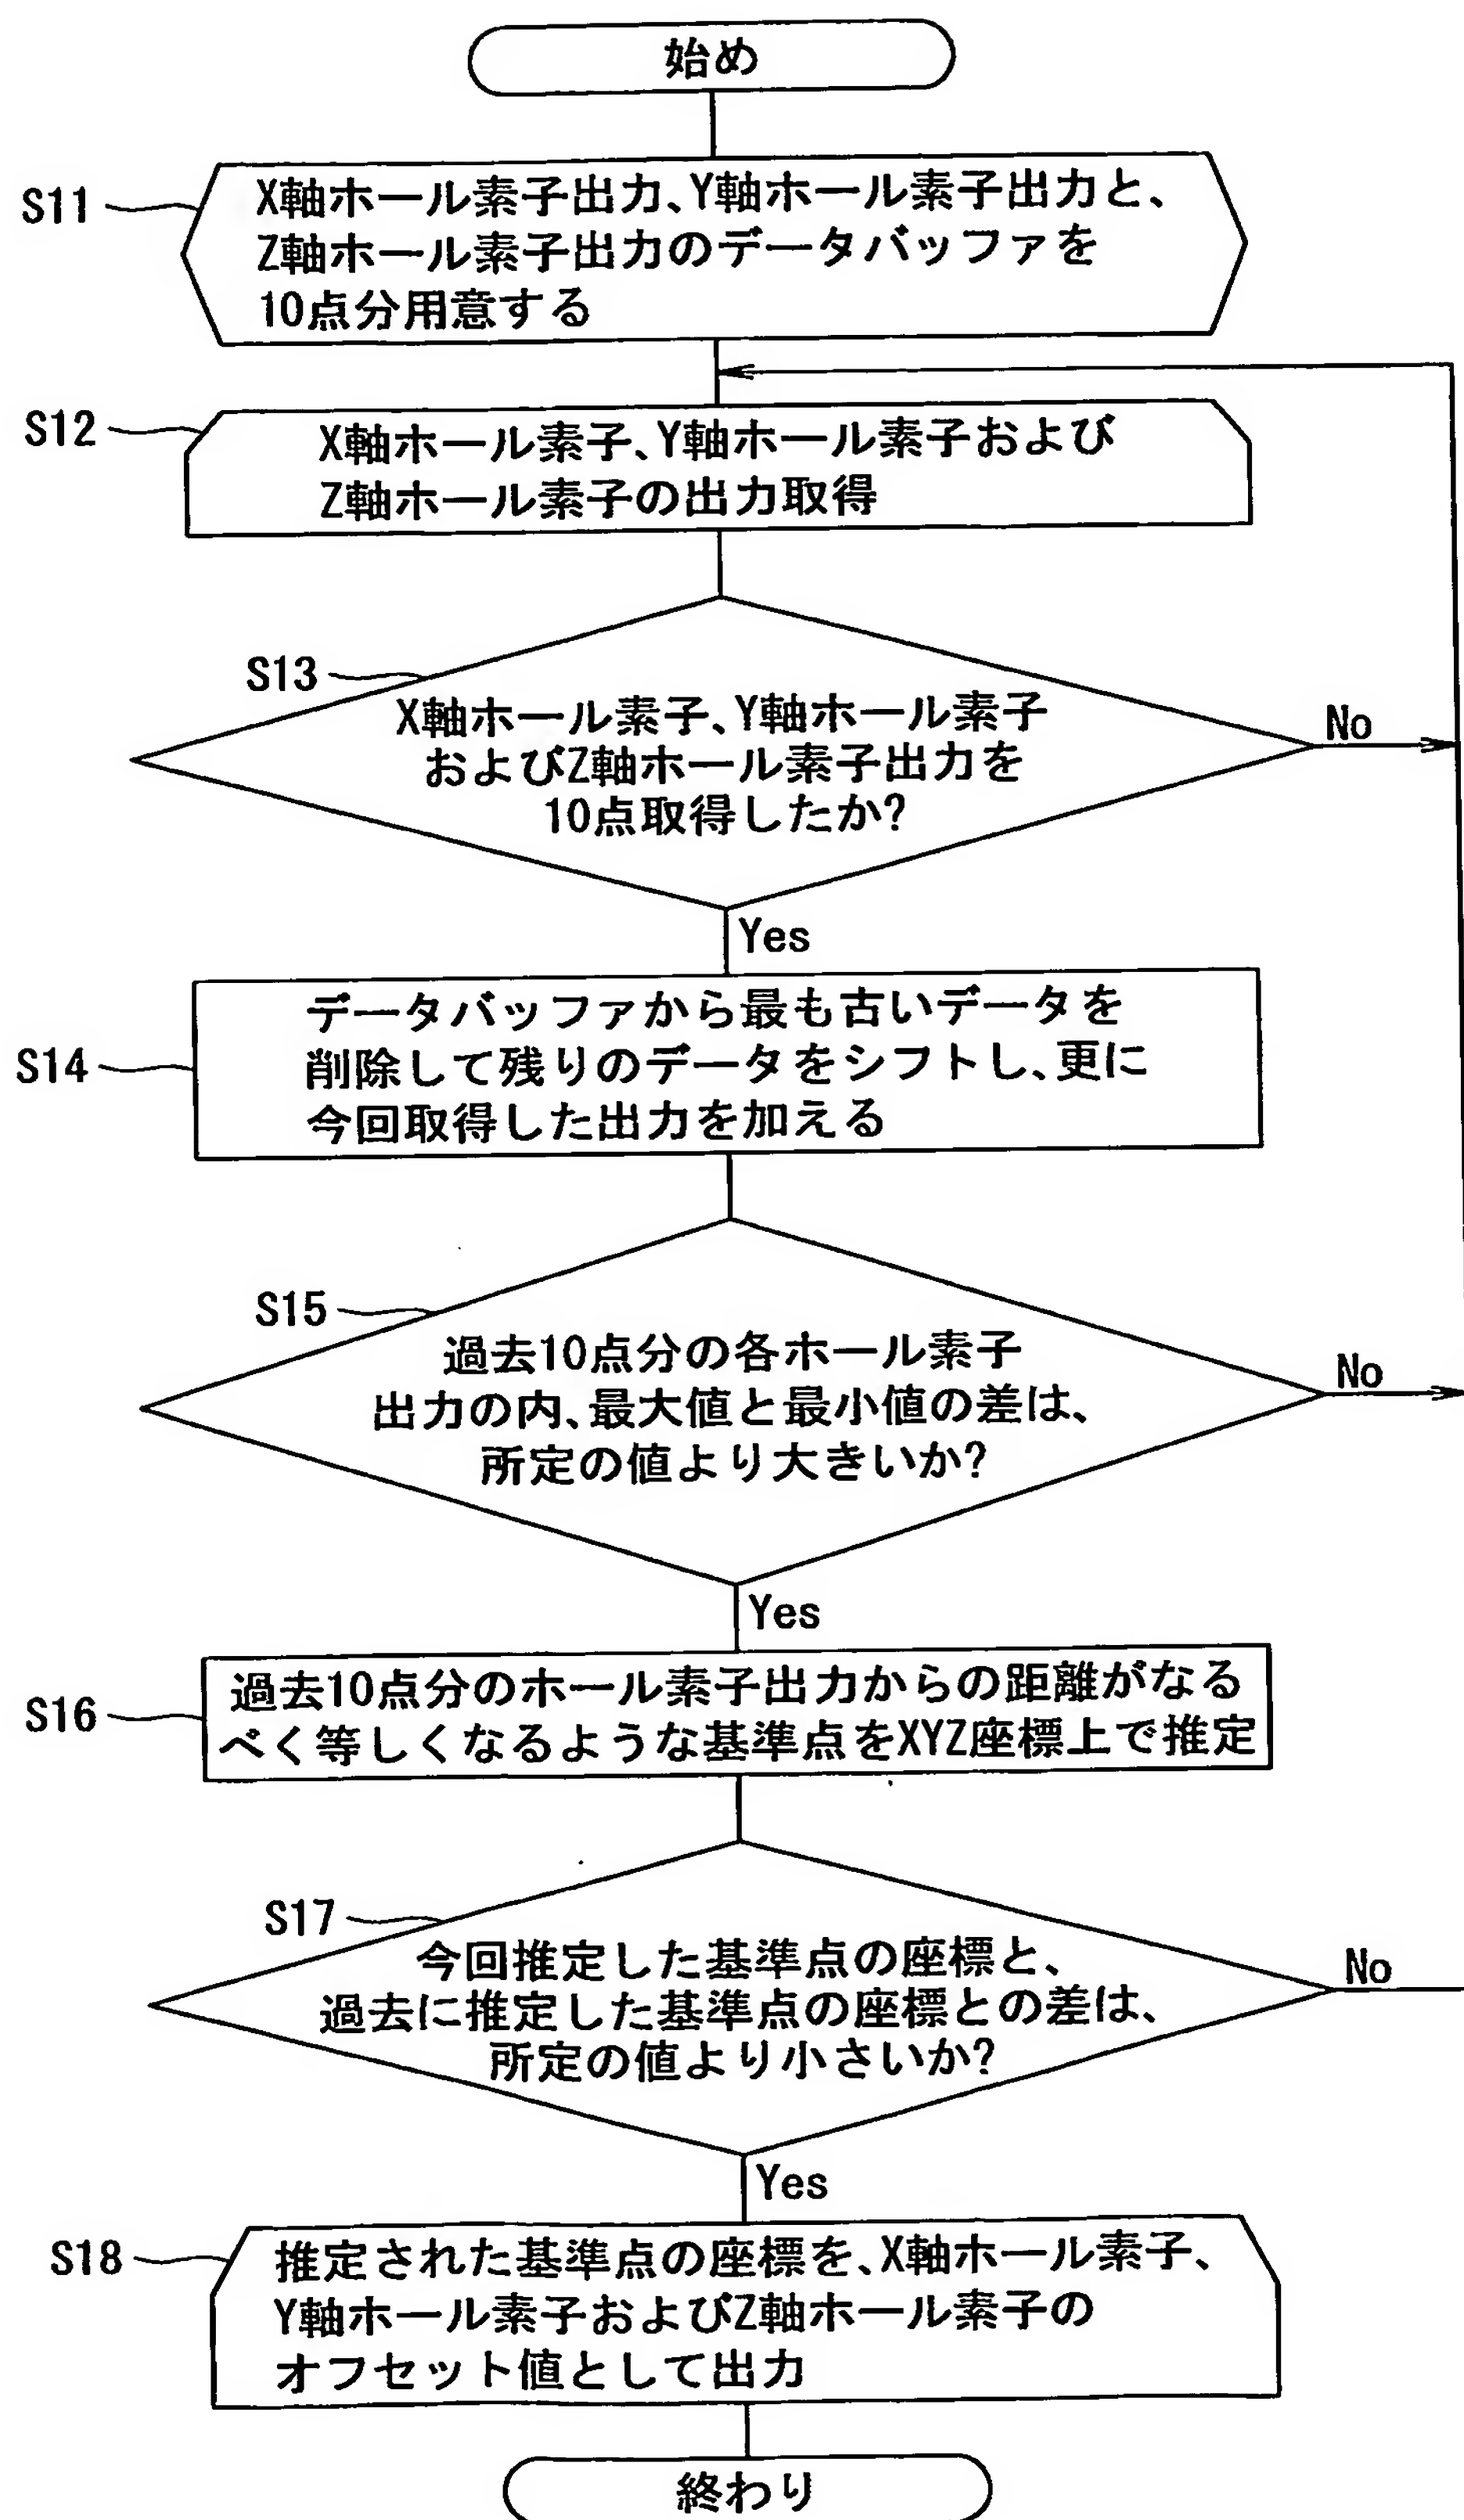 始め
S11
X軸ホール素子出力、Y軸ホール素子出力と、
Z軸ホール素子出力のデータバッファを
10点分用意する
S12
X軸ホール素子、Y軸ホール素子および
Z軸ホール素子の出力取得
S13
X軸ホール素子、Y軸ホール素子
およびZ軸ホール素子出力を
10点取得したか?
No
Yes
S14
データバッファから最も古いデータを
削除して残りのデータをシフトし、更に
今回取得した出力を加える
S15
過去10点分の各ホール素子
出力の内、最大値と最小値の差は、
所定の値より大きいか?
No
Yes
S16
過去10点分のホール素子出力からの距離がなる
べく等しくなるような基準点をXYZ座標上で推定
S17
今回推定した基準点の座標と、
過去に推定した基準点の座標との差は、
所定の値より小さいか?
No
Yes
S18
推定された基準点の座標を、X軸ホール素子、
Y軸ホール素子およびZ軸ホール素子の
オフセット値として出力
終わり